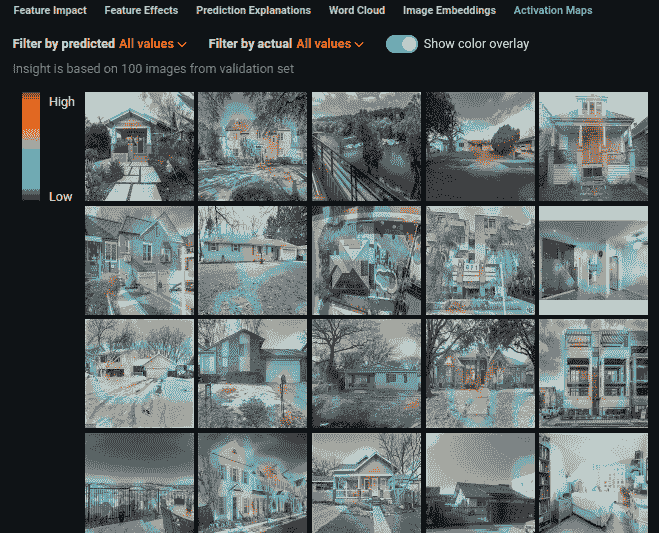 Feature Impact Feature Effects Prediction Explanations Word Cloud Image Embeddings Activation Maps
Filter by predicted All values Filter by actual All values Show color overlay
Insight is based on 100 images from validation set
High
Low